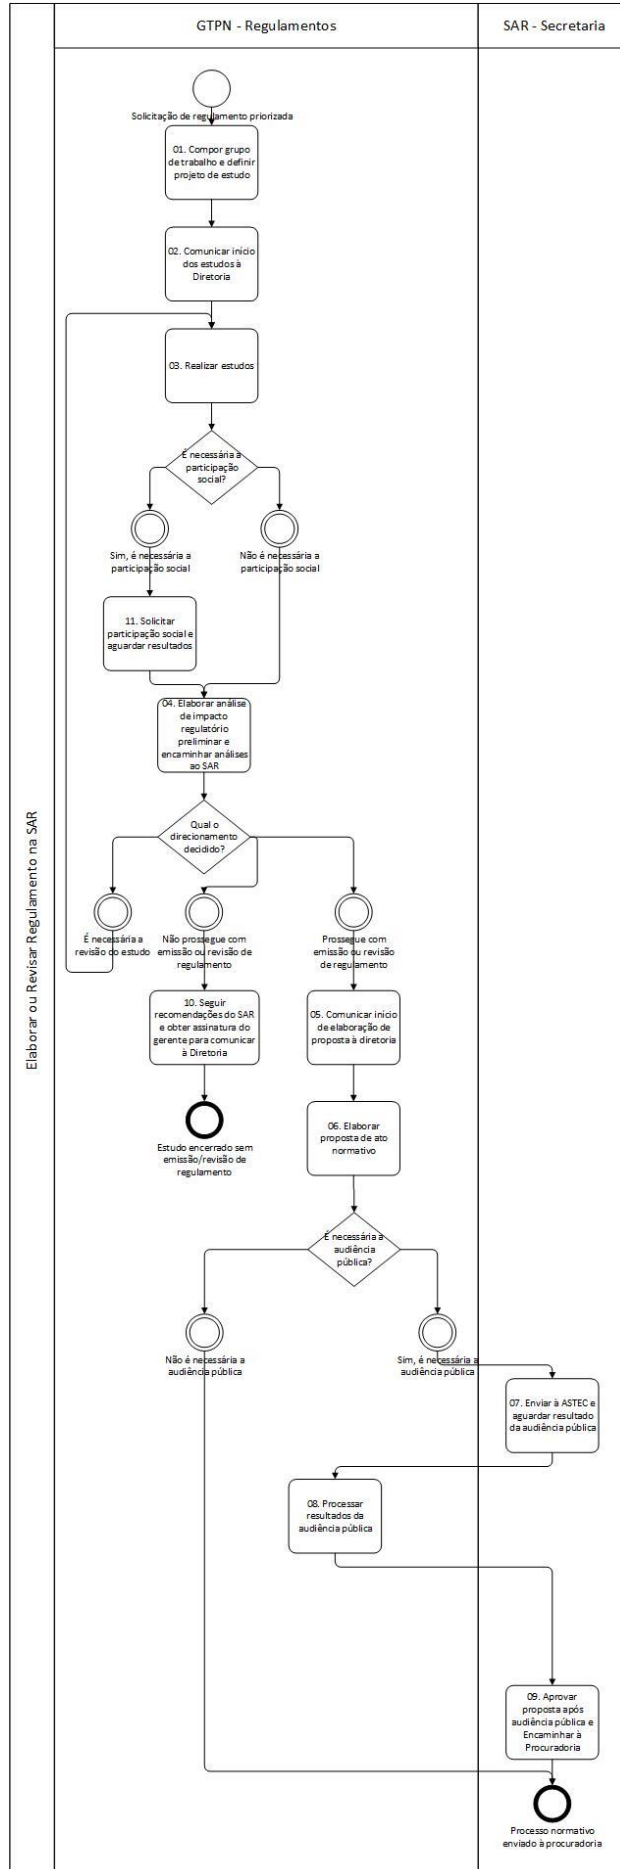 GTPN - Regulamentos
SAR - Secretaria
Elaborar ou Revisar Regulamento na SAR
Solicitação de regulamento priorizada
01. Compor grupo
de trabalho e definir
projeto de estudo
02. Comunicar início
dos estudos à
Diretoria
03. Realizar estudos
É necessária a
participação
social?
Sim, é necessária a
participação social
Não é necessária a
participação social
11. Solicitar
participação social e
aguardar resultados
04. Elaborar análise
de impacto
regulatório
preliminar e
encaminhar análises
ao SAR
Qual o
direcionamento
decidido?
É necessária a
revisão do estudo
Não prossegue com
emissão ou revisão de
regulamento
Prossegue com
emissão ou revisão
de regulamento
10. Seguir
recomendações do SAR
e obter assinatura do
gerente para comunicar
à Diretoria
05. Comunicar início
de elaboração de
proposta à diretoria
Estudo encerrado sem
emissão/revisão de
regulamento
06. Elaborar
proposta de ato
normativo
É necessária a
audiência
pública?
Não é necessária a
audiência pública
Sim, é necessária a
audiência pública
07. Enviar à ASTEC e
aguardar resultado
da audiência pública
08. Processar
resultados da
audiência pública
09. Aprovar
proposta após
audiência pública e
Encaminhar à
Procuradoria
Processo normativo
enviado à procuradoria